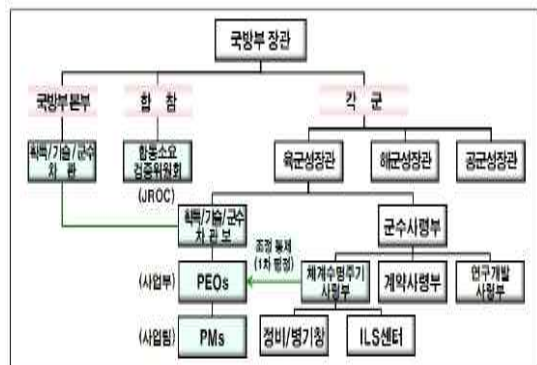 국방부 장관
국방부본부
합 참
각 군
획득/기술/군수
차 관
합동소요
검증위원회
(JROC)
육군성장관
해군성장관
공군성장관
획득/기술/군수
차 관 보
군수사령부
조정 통제
(1차 평정)
(사업부)
PEOs
체계수명주기
사령부
계약사령부
연구개발
사령부
(사업팀)
PMs
정비/병기창
ILS센터